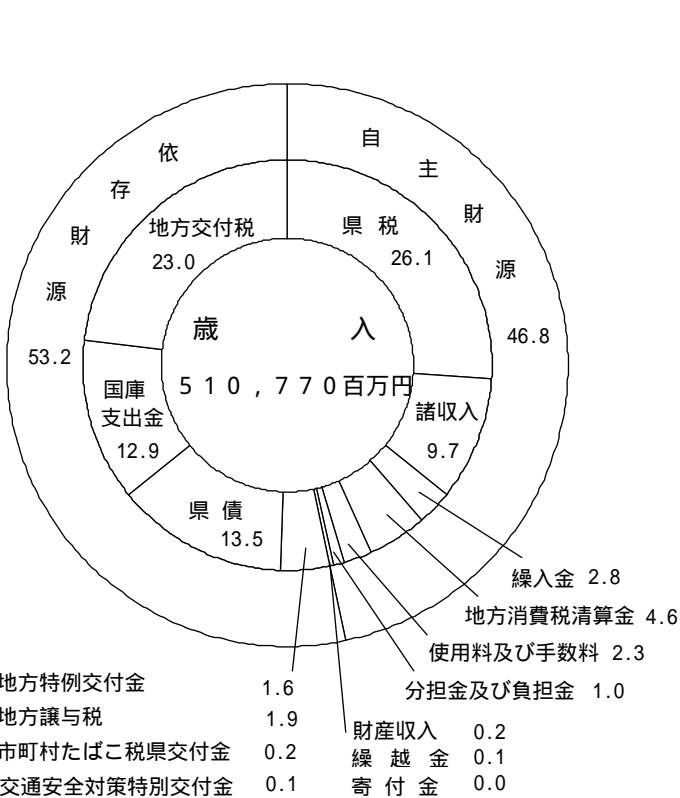 依存財源
53.2
自主財源
46.8
地方交付税
23.0
県 税
26.1
歳 入
510,770百万円
国庫
支出金
12.9
諸収入
9.7
県 債
13.5
繰入金 2.8
地方消費税清算金 4.6
使用料及び手数料 2.3
分担金及び負担金 1.0
地方特例交付金 1.6
地方譲与税 1.9
市町村たばこ税県交付金 0.2
交通安全対策特別交付金 0.1
財産収入 0.2
繰 越 金 0.1
寄 付 金 0.0